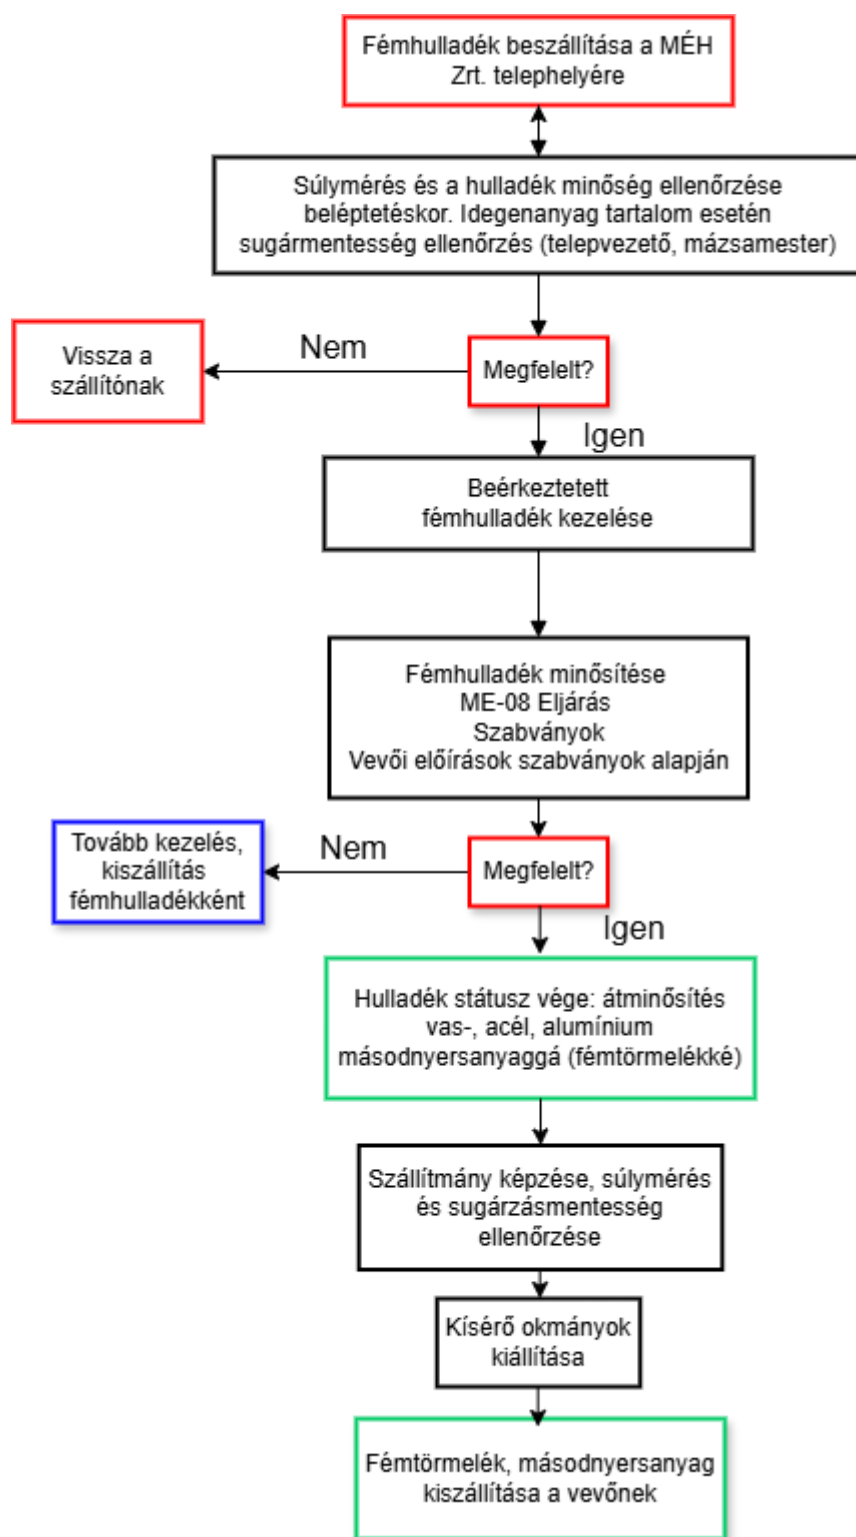 Fémhulladék beszállítása a MÉH
Zrt. telephelyére
Súlymérés és a hulladék minőség ellenőrzése
beléptetéskor. Idegenanyag tartalom esetén
sugármentesség ellenőrzés (telepvezető, mázsamester)
Megfelelt?
Nem
Vissza a
szállítónak
Igen
Beérkeztetett
fémhulladék kezelése
Fémhulladék minősítése
ME-08 Eljárás
Szabványok
Vevői előírások szabványok alapján
Megfelelt?
Nem
Tovább kezelés,
kiszállítás
fémhulladékként
Igen
Hulladék státusz vége: átminősítés
vas-, acél, alumínium
másodnyersanyaggá (fémtörmelékké)
Szállítmány képzése, súlymérés
és sugárzásmentesség
ellenőrzése
Kísérő okmányok
kiállítása
Fémtörmelék, másodnyersanyag
kiszállítása a vevőnek